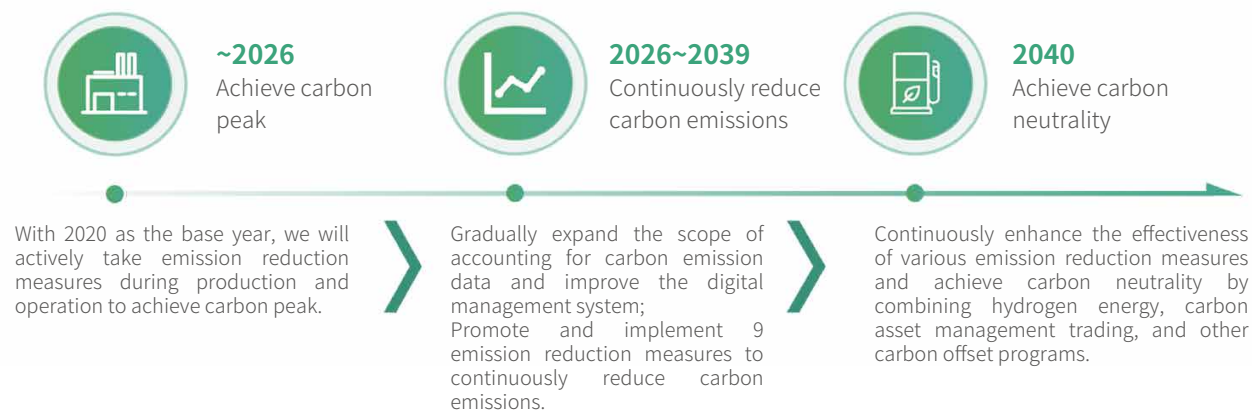 ~2026
Achieve carbon
peak
2026~2039
Continuously reduce
carbon emissions
2040
Achieve carbon
neutrality
With 2020 as the base year, we will
actively take emission reduction
measures during production and
operation to achieve carbon peak.
Gradually expand the scope of
accounting for carbon emission
data and improve the digital
management system;
Promote and implement 9
emission reduction measures to
continuously reduce carbon
emissions.
Continuously enhance the effectiveness
of various emission reduction measures
and achieve carbon neutrality by
combining hydrogen energy, carbon
asset management trading, and other
carbon offset programs.